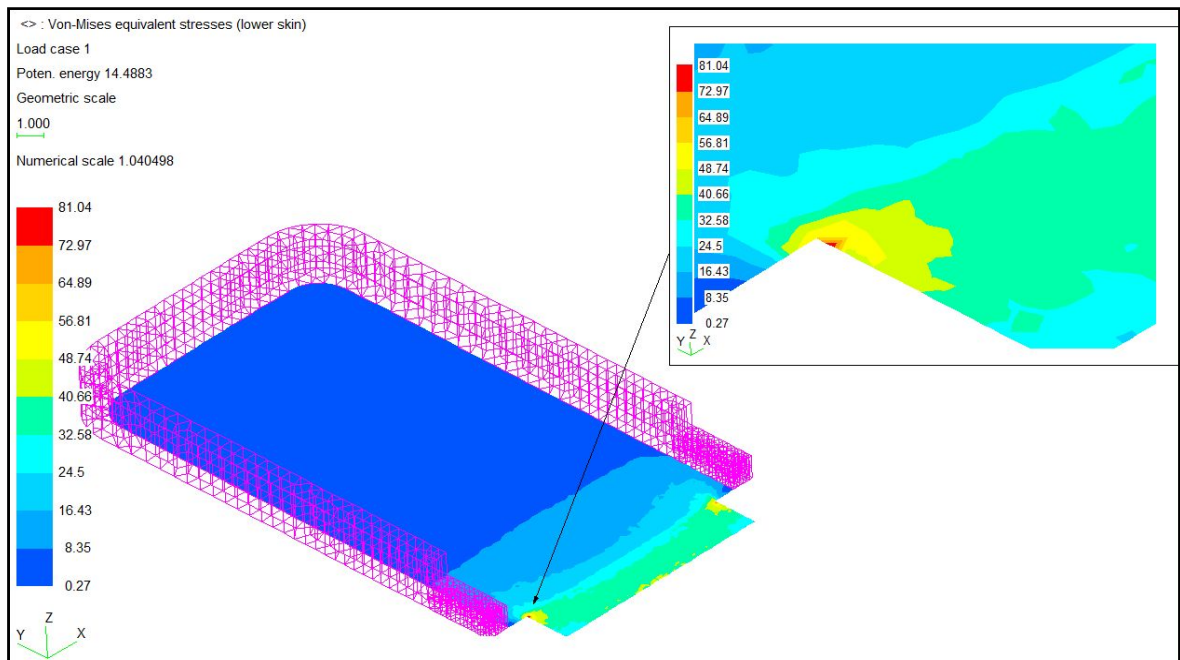 <> : Von-Mises equivalent stresses (lower skin)
Load case 1
Poten. energy 14.4883
Geometric scale
1.000
Numerical scale 1.040498
81.04
72.97
64.89
56.81
48.74
40.66
32.58
24.5
16.43
8.35
0.27
Z
Y X
81.04
72.97
64.89
56.81
48.74
40.66
32.58
24.5
16.43
8.35
0.27
Y Z X